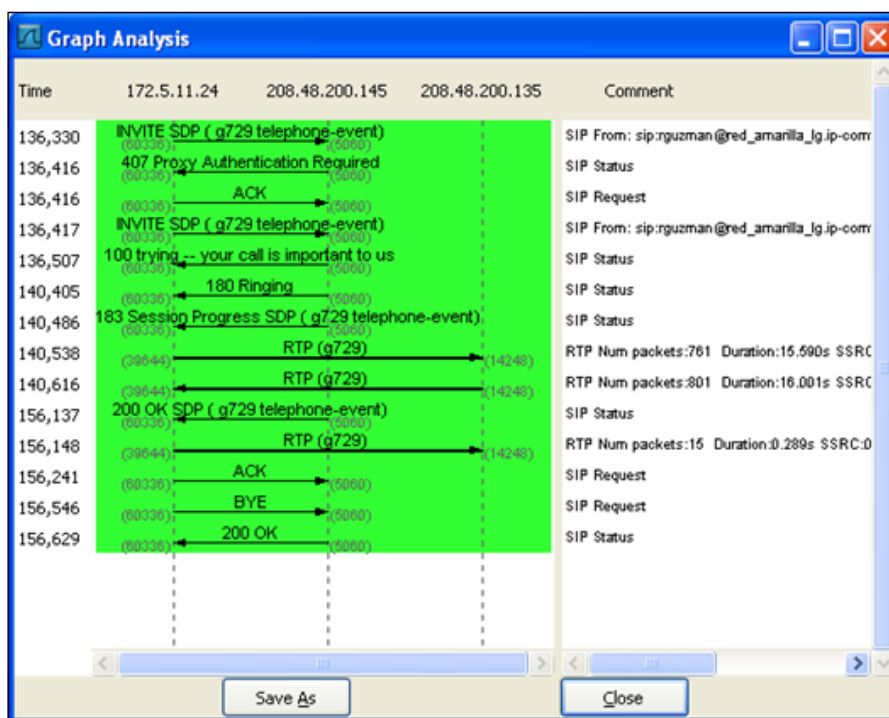 Graph Analysis
Time 172.5.11.24 208.48.200.145 208.48.200.135 Comment
136,330 INVITE SDP ( g729 telephone-event) (60336) (5060) SIP From: sip:rguzman@red_amarilla_lg.ip-com
136,416 407 Proxy Authentication Required (60336) (5060) SIP Status
136,416 ACK (60336) (5060) SIP Request
136,417 INVITE SDP ( g729 telephone-event) (60336) (5060) SIP From: sip:rguzman@red_amarilla_lg.ip-com
136,507 100 trying -- your call is important to us (60336) (5060) SIP Status
140,405 180 Ringing (60336) (5060) SIP Status
140,486 183 Session Progress SDP ( g729 telephone-event) (60336) (5060) SIP Status
140,538 RTP (g729) (39644) (14248) RTP Num packets:761 Duration:15.590s SSRC
140,616 RTP (g729) (39644) (14248) RTP Num packets:801 Duration:16.001s SSRC
156,137 200 OK SDP ( g729 telephone-event) (60336) (5060) SIP Status
156,148 RTP (g729) (39644) (14248) RTP Num packets:15 Duration:0.289s SSRC:0
156,241 ACK (60336) (5060) SIP Request
156,546 BYE (60336) (5060) SIP Request
156,629 200 OK (60336) (5060) SIP Status
Save As Close